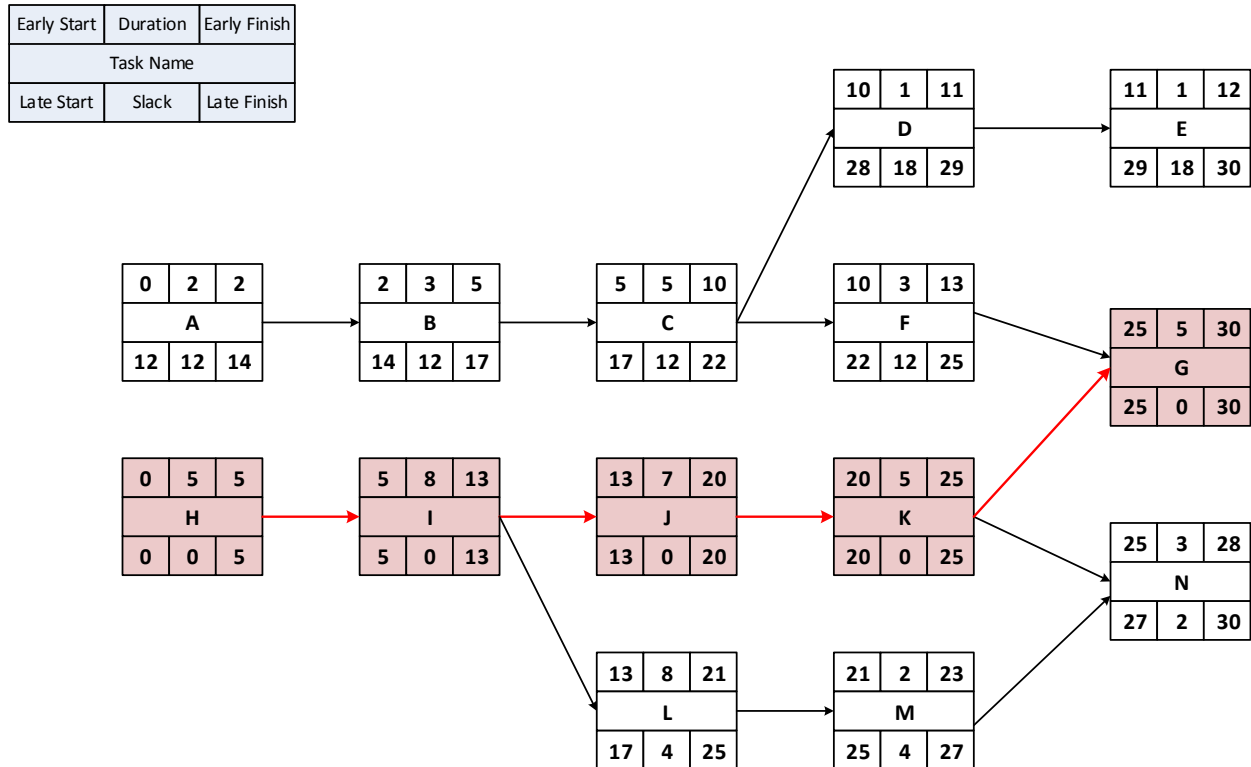 Early Start Duration Early Finish
Task Name
Late Start Slack Late Finish
10 1 11
D
28 18 29
11 1 12
E
29 18 30
0 2 2
A
12 12 14
2 3 5
B
14 12 17
5 5 10
C
17 12 22
10 3 13
F
22 12 25
25 5 30
G
25 0 30
0 5 5
H
0 0 5
5 8 13
I
5 0 13
13 7 20
J
13 0 20
20 5 25
K
20 0 25
25 3 28
N
27 2 30
13 8 21
L
17 4 25
21 2 23
M
25 4 27